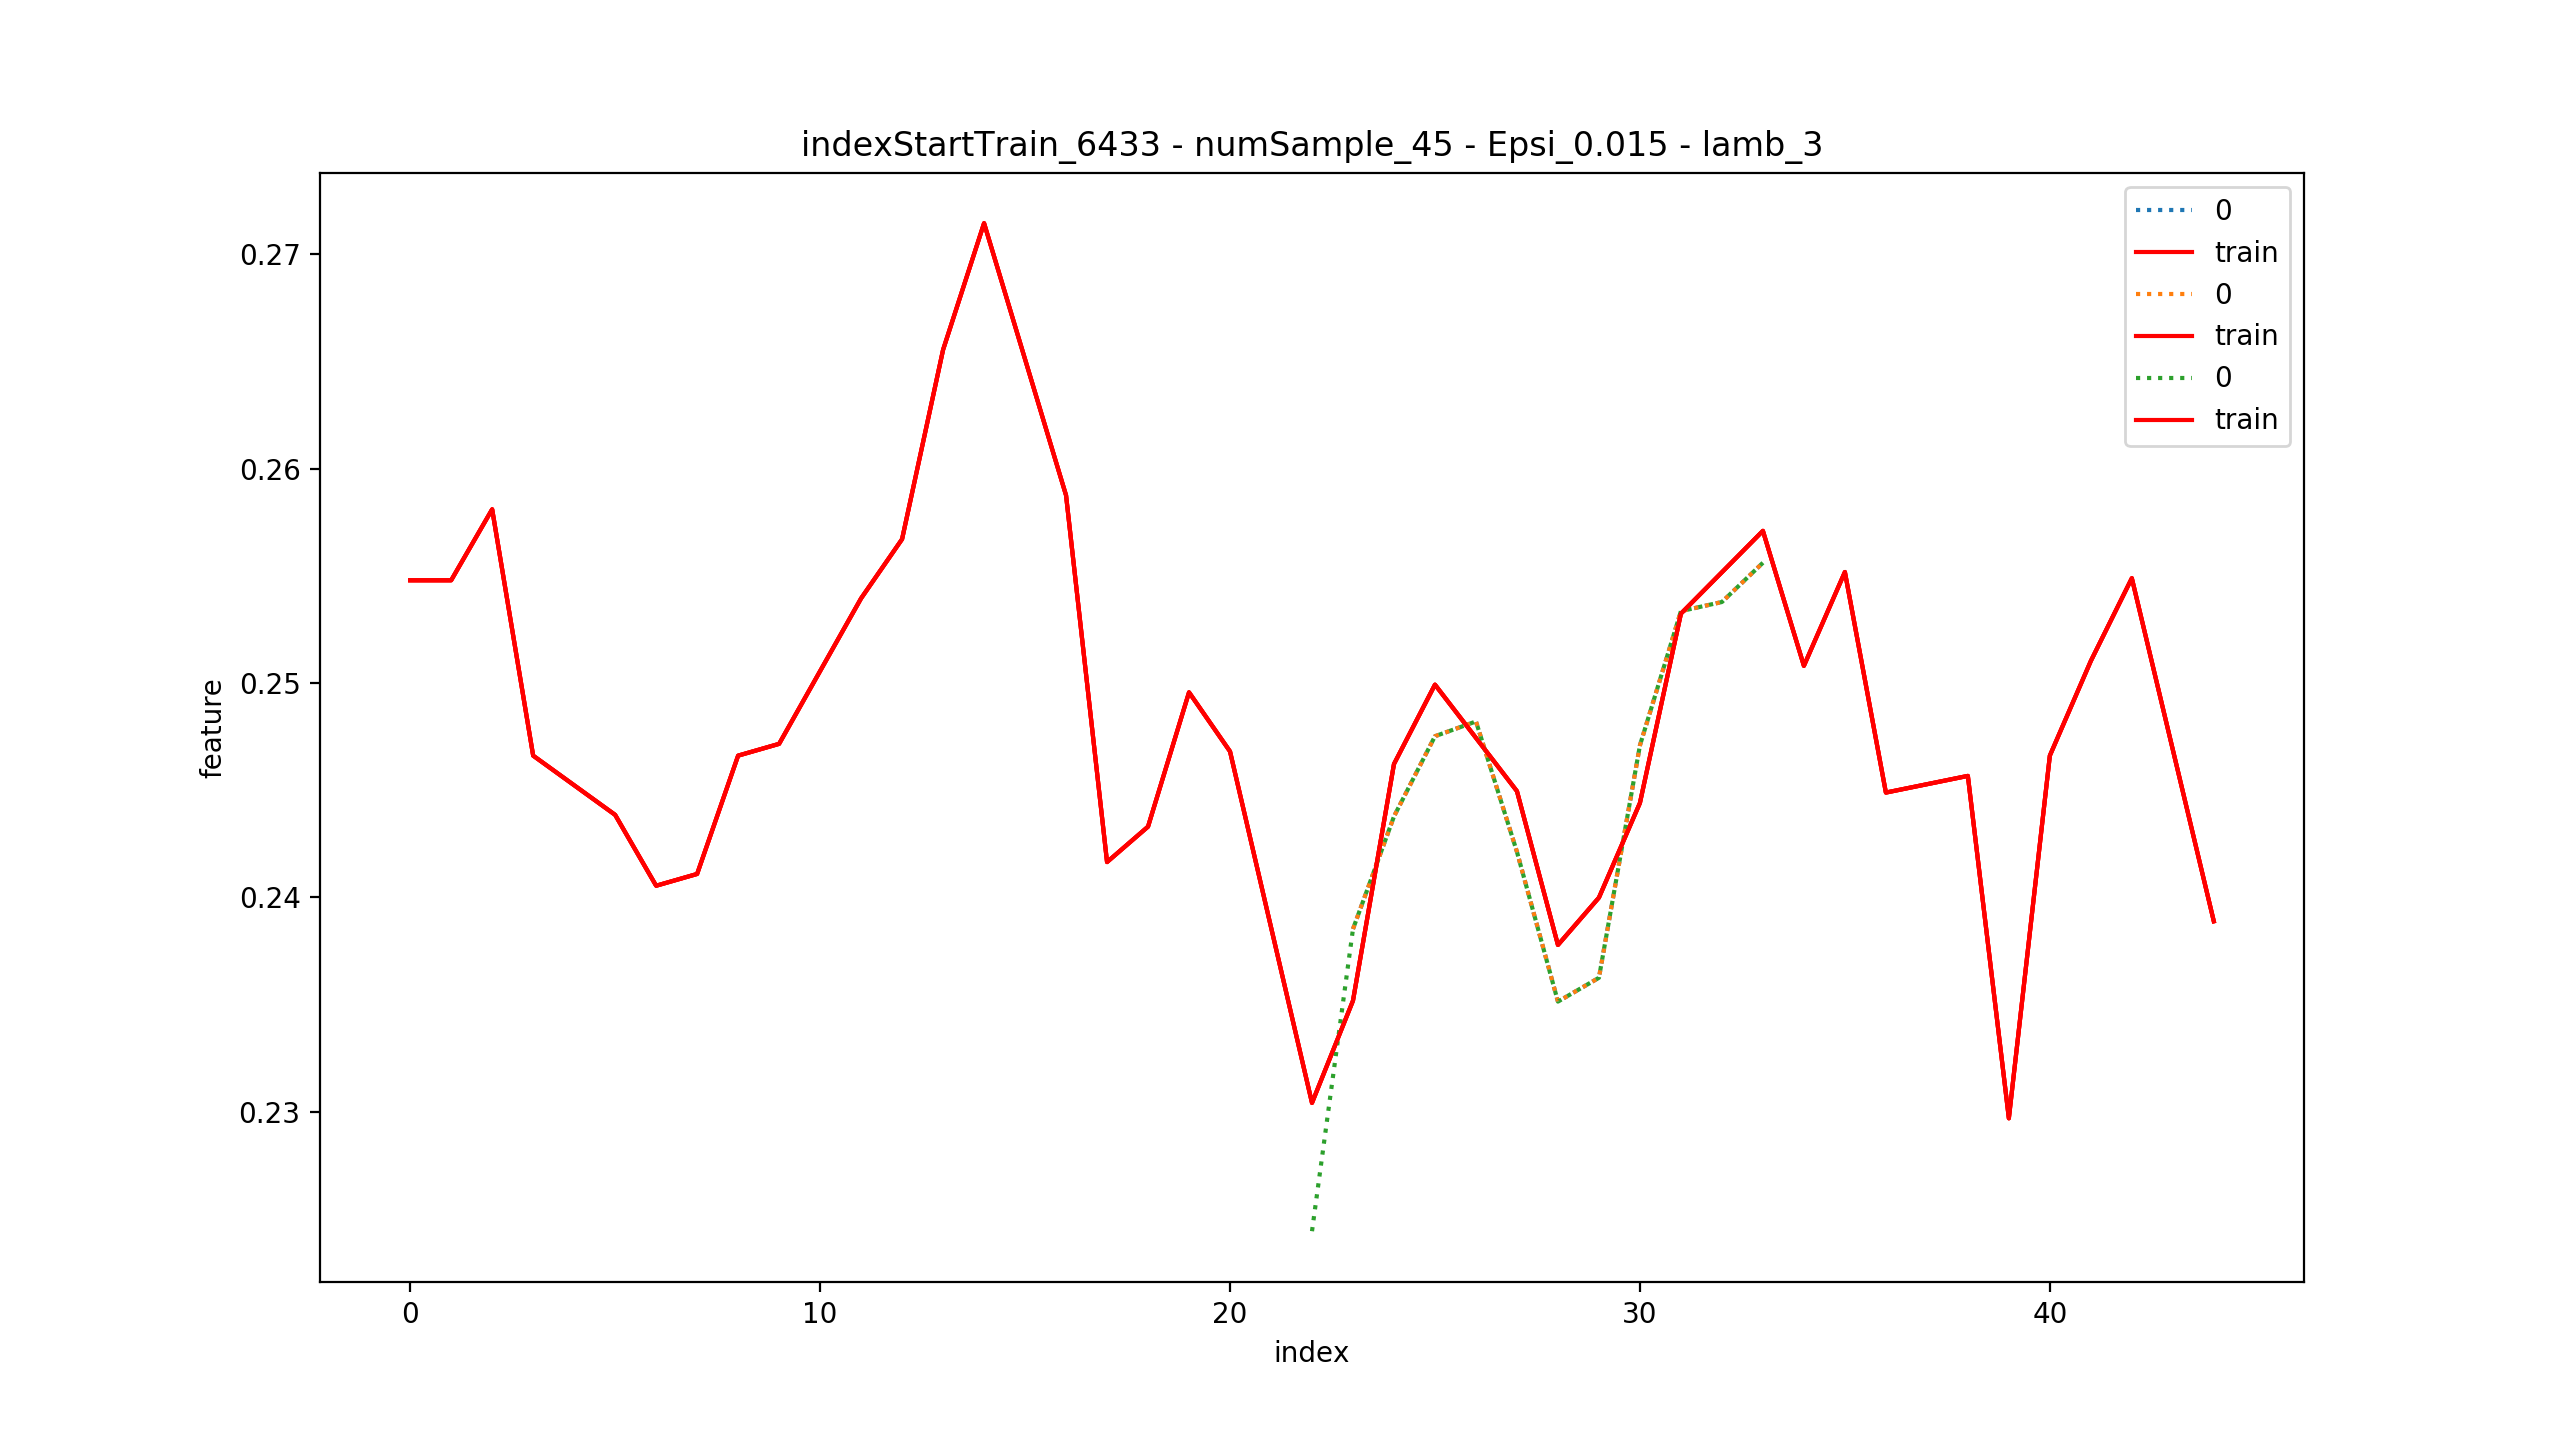 indexStartTrain_6433 - numSample_45 - Epsi_0.015 - lamb_3
0
train
0
train
0
train
0.27
0.26
0.25
0.24
0.23
feature
0
10
20
30
40
index